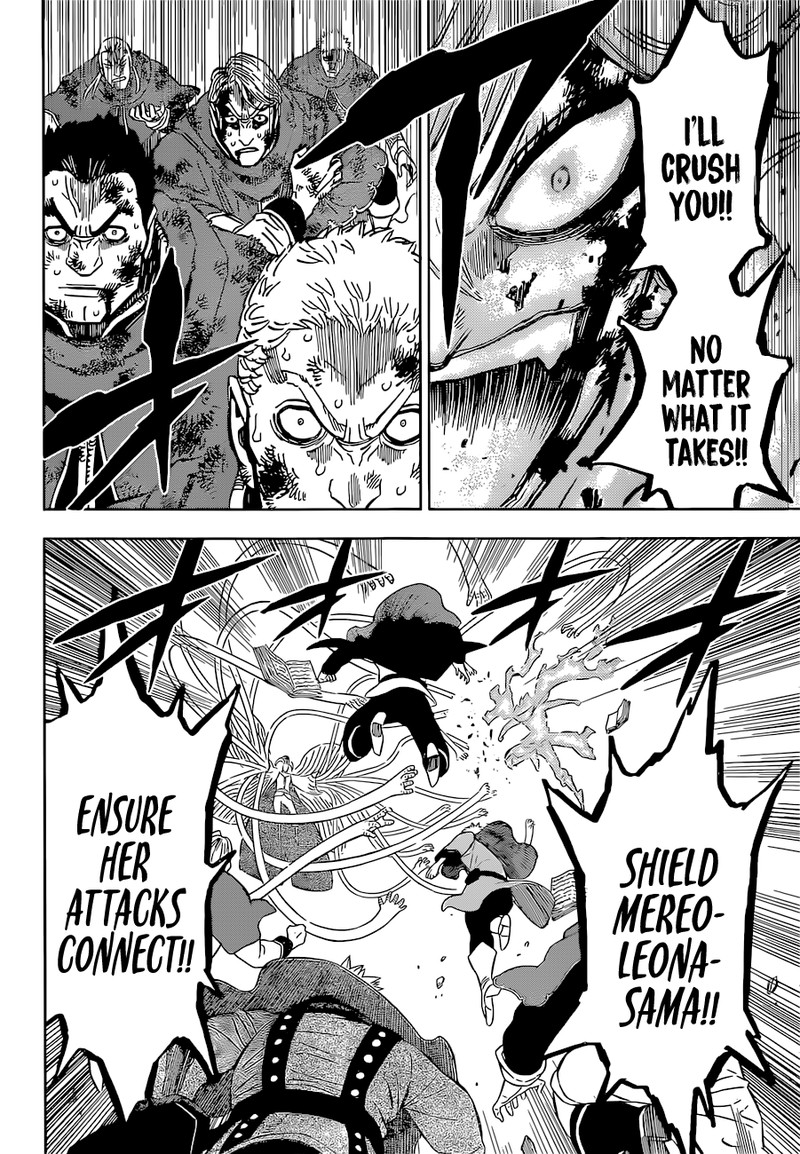 I'LL
CRUSH
YOU!!
NO
MATTER
WHAT IT
TAKES!!
SHIELD
MEREO-
LEONA-
SAMA!!
ENSURE
HER
ATTACKS
CONNECT!!